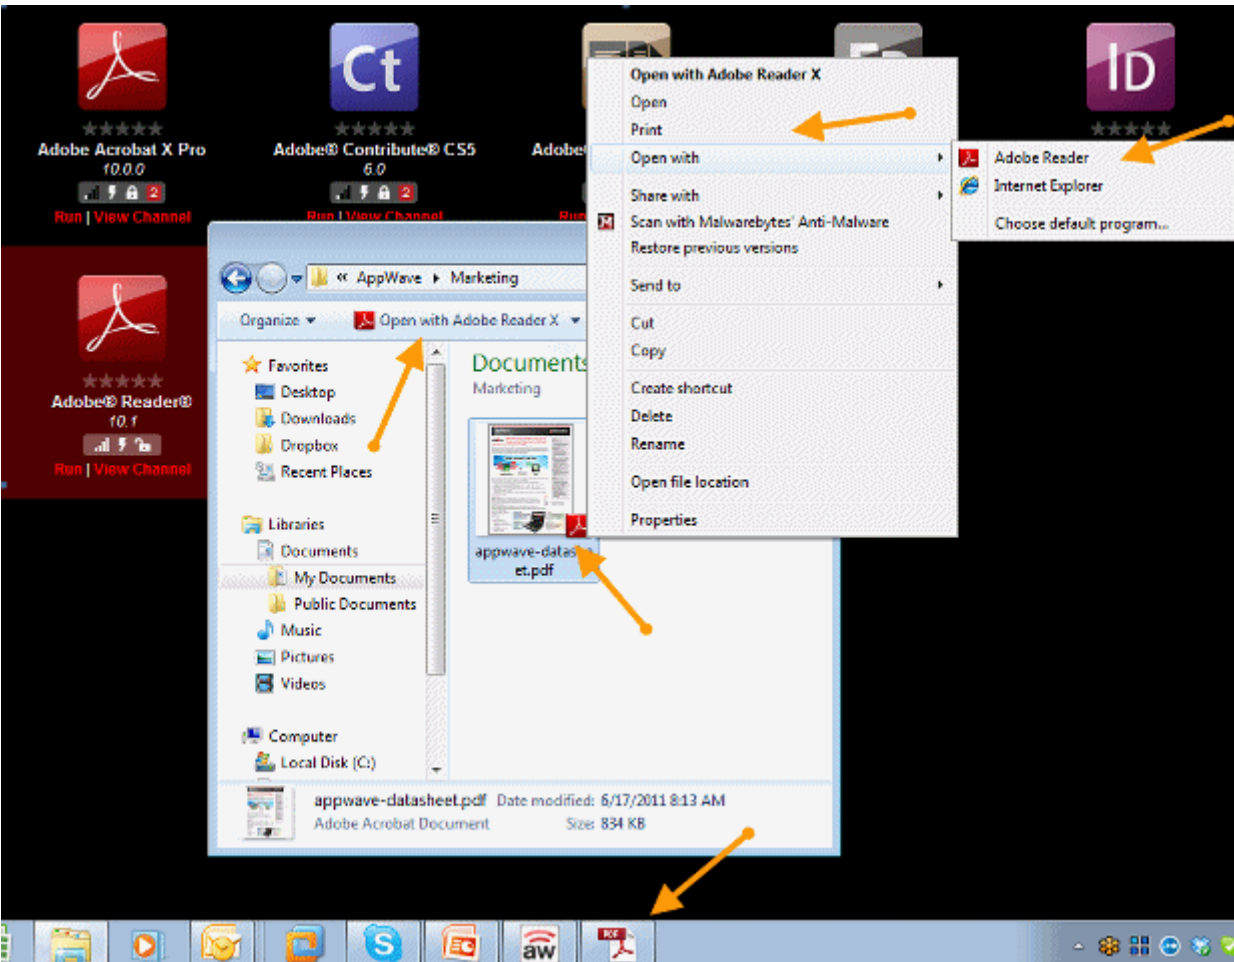 Ct
ID
Adobe Acrobat X Pro
10.0.0
2
Run | View Channel
Adobe® Contribute® CS5
6.0
2
Run | View Channel
Adobe® Reader®
10.1
Run | View Channel
Open with Adobe Reader X
Open
Print
Open with
Share with
Scan with Malwarebytes' Anti-Malware
Restore previous versions
Send to
Cut
Copy
Create shortcut
Delete
Rename
Open file location
Properties
Adobe Reader
Internet Explorer
Choose default program...
« AppWave Marketing
Organize Open with Adobe Reader X
Favorites
Desktop
Downloads
Dropbox
Recent Places
Libraries
Documents
My Documents
Public Documents
Music
Pictures
Videos
Computer
Local Disk (C:)
Documents
Marketing
et.pdf
appwave-datasheet.pdf Date modified: 6/17/2011 8:13 AM
Adobe Acrobat Document Size: 834 KB
S
aw
PDF